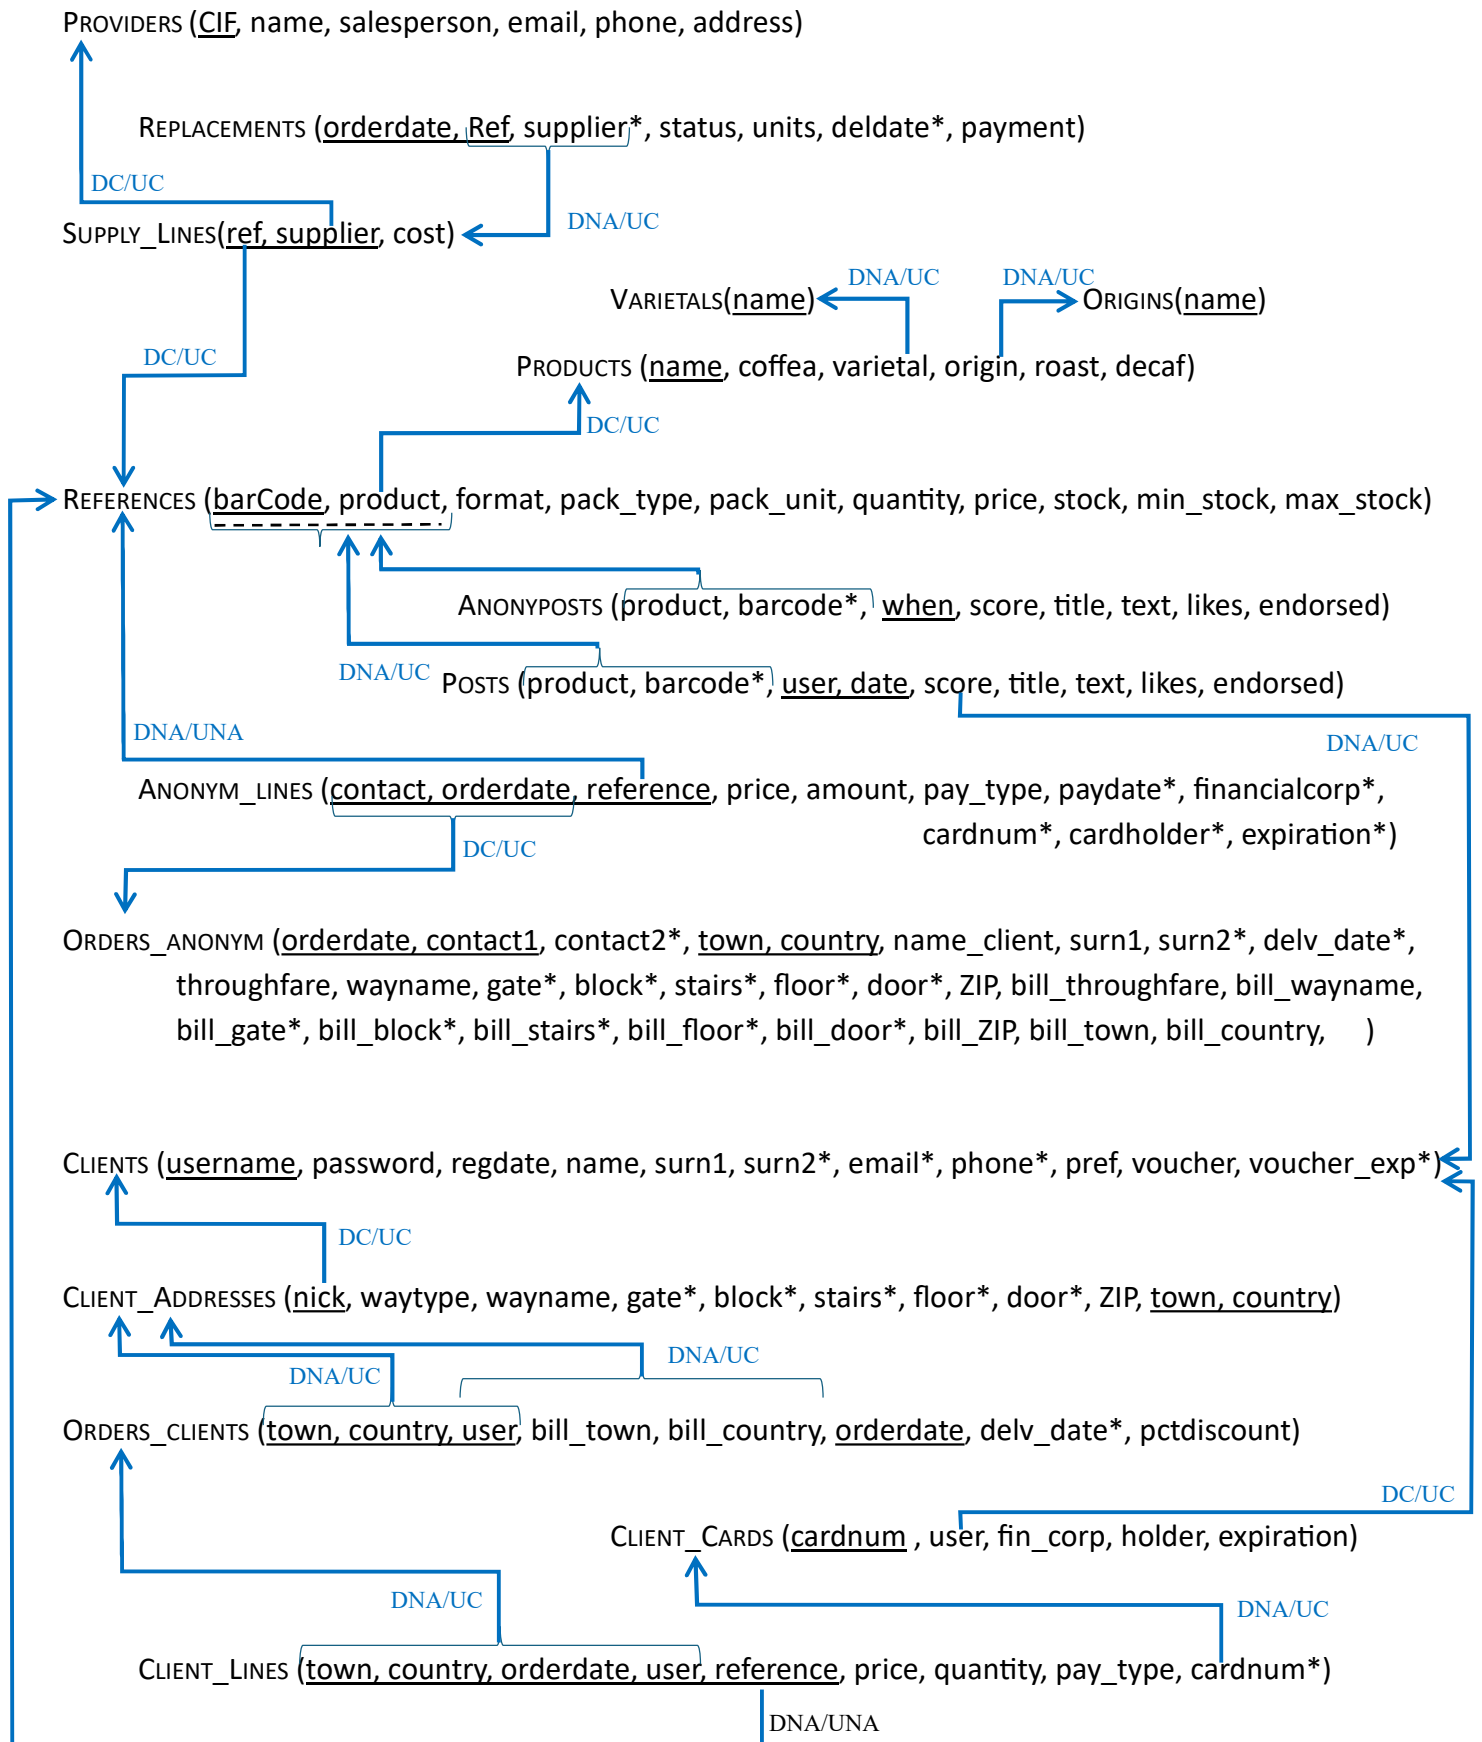 PROVIDERS (CIF, name, salesperson, email, phone, address)
REPLACEMENTS (orderdate, Ref, supplier*, status, units, deldate*, payment)
DC/UC
DNA/UC
SUPPLY_LINES(ref, supplier, cost)
DNA/UC
DNA/UC
VARIETALS(name)
ORIGINS(name)
DC/UC
PRODUCTS (name, coffea, varietal, origin, roast, decaf)
DC/UC
REFERENCES (barCode, product, format, pack_type, pack_unit, quantity, price, stock, min_stock, max_stock)
ANONYPOSTS (product, barcode*, when, score, title, text, likes, endorsed)
DNA/UC
POSTS (product, barcode*, user, date, score, title, text, likes, endorsed)
DNA/UNA
DNA/UC
ANONYM_LINES (contact, orderdate, reference, price, amount, pay_type, paydate*, financialcorp*,
cardnum*, cardholder*, expiration*)
DC/UC
ORDERS_ANONYM (orderdate, contact1, contact2*, town, country, name_client, surn1, surn2*, delv_date*,
throughfare, wayname, gate*, block*, stairs*, floor*, door*, ZIP, bill_throughfare, bill_wayname,
bill_gate*, bill_block*, bill_stairs*, bill_floor*, bill_door*, bill_ZIP, bill_town, bill_country, )
CLIENTS (username, password, regdate, name, surn1, surn2*, email*, phone*, pref, voucher, voucher_exp*)
DC/UC
CLIENT_ADDRESSES (nick, waytype, wayname, gate*, block*, stairs*, floor*, door*, ZIP, town, country)
DNA/UC
DNA/UC
ORDERS_CLIENTS (town, country, user, bill_town, bill_country, orderdate, delv_date*, pctdiscount)
DC/UC
CLIENT_CARDS (cardnum , user, fin_corp, holder, expiration)
DNA/UC
DNA/UC
CLIENT_LINES (town, country, orderdate, user, reference, price, quantity, pay_type, cardnum*)
DNA/UNA